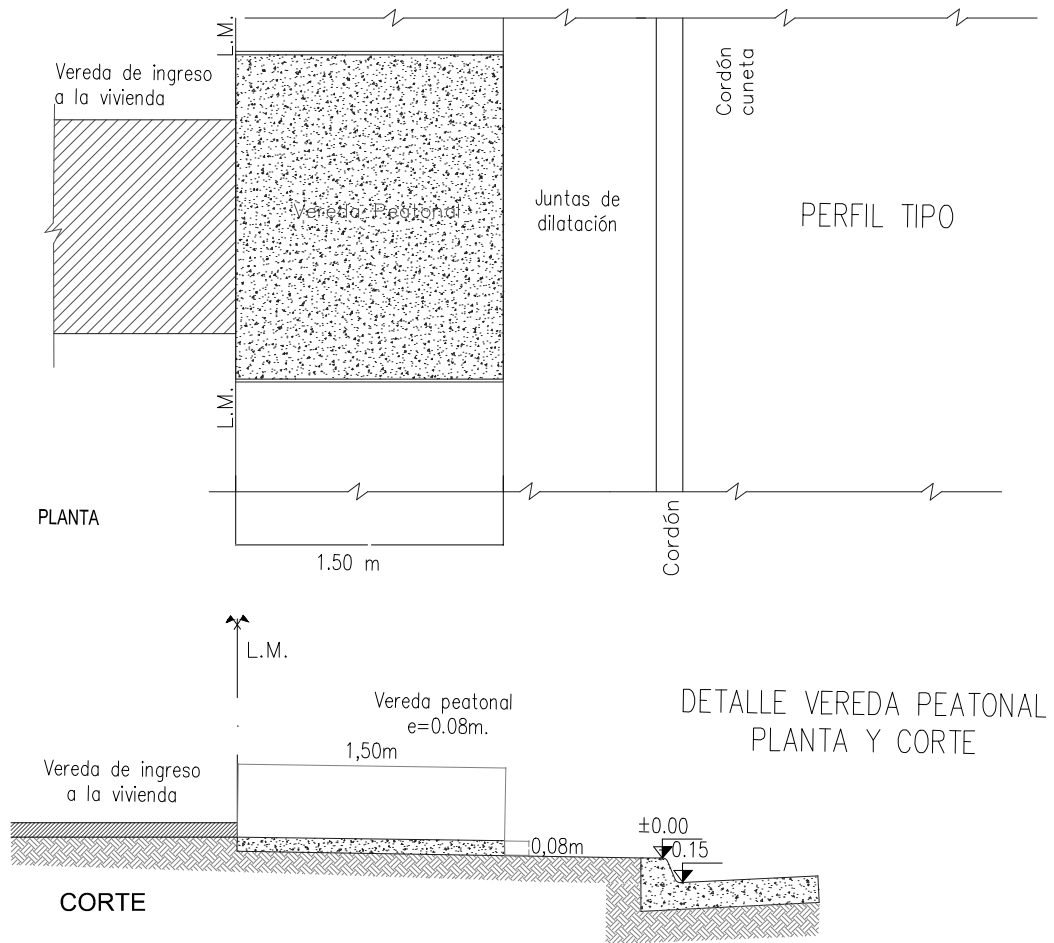 L.M.
Vereda de ingreso
a la vivienda
Cordón
cuneta
Vereda Peatonal
Juntas de
dilatación
PERFIL TIPO
L.M.
PLANTA
Cordón
1.50 m
L.M.
Vereda peatonal
e=0.08m.
DETALLE VEREDA PEATONAL
PLANTA Y CORTE
1,50m
Vereda de ingreso
a la vivienda
±0.00
0,08m
0.15
CORTE